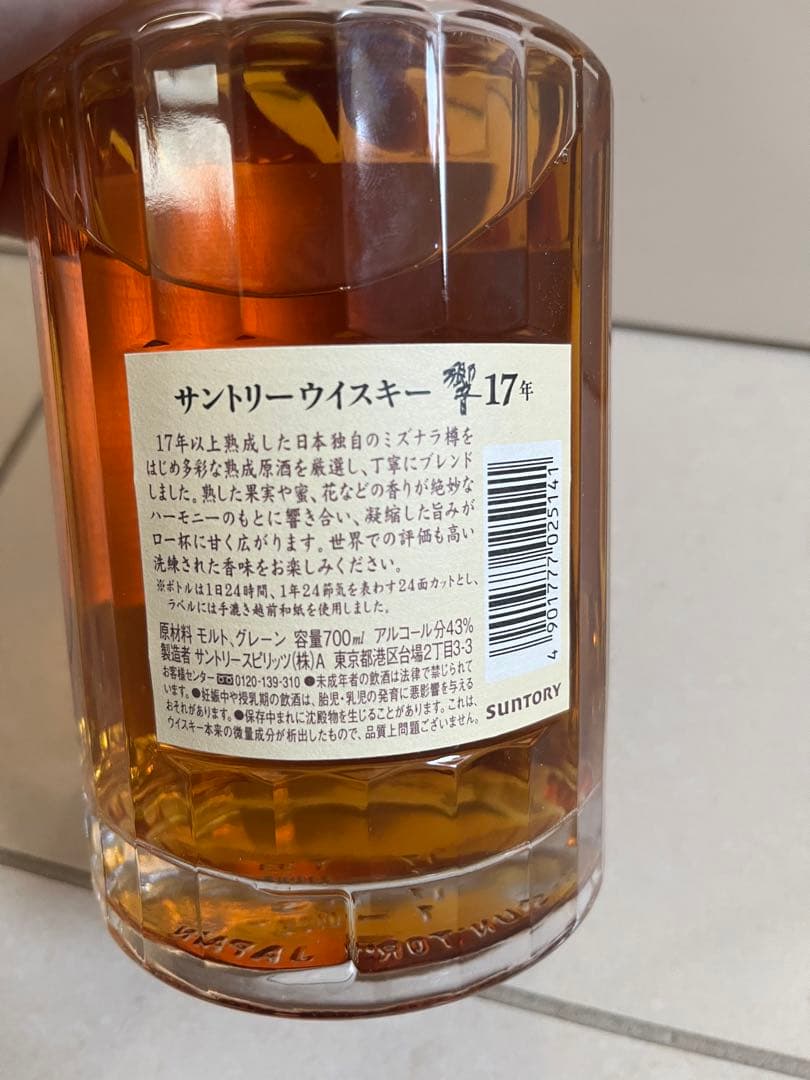 サントリーウイスキー 響 17年
17年以上熟成した日本独自のミズナラ樽を
はじめ多彩な熟成原酒を厳選し、丁寧にブレンド
しました。熟した果実や蜜、花などの香りが絶妙な
ハーモニーのもとに響き合い、凝縮した旨みが
口一杯に甘く広がります。世界での評価も高い
洗練された香味をお楽しみください。
※ボトルは1日24時間、1年24節気を表わす24面カットとし、
ラベルには手漉き越前和紙を使用しました。
原材料 モルト、グレーン 容量700ml アルコール分43%
製造者 サントリースピリッツ(株)A 東京都港区台場2丁目3-3
お客様センター 0120-139-310 ●未成年者の飲酒は法律で禁じられて
います。●妊娠中や授乳期の飲酒は、胎児・乳児の発育に悪影響を与える
おそれがあります。●保存中まれに沈殿物を生じることがあります。これは、
ウイスキー本来の微量成分が析出したもので、品質上問題ございません。
4 901777 025141
SUNTORY
SUNTORY JAPAN